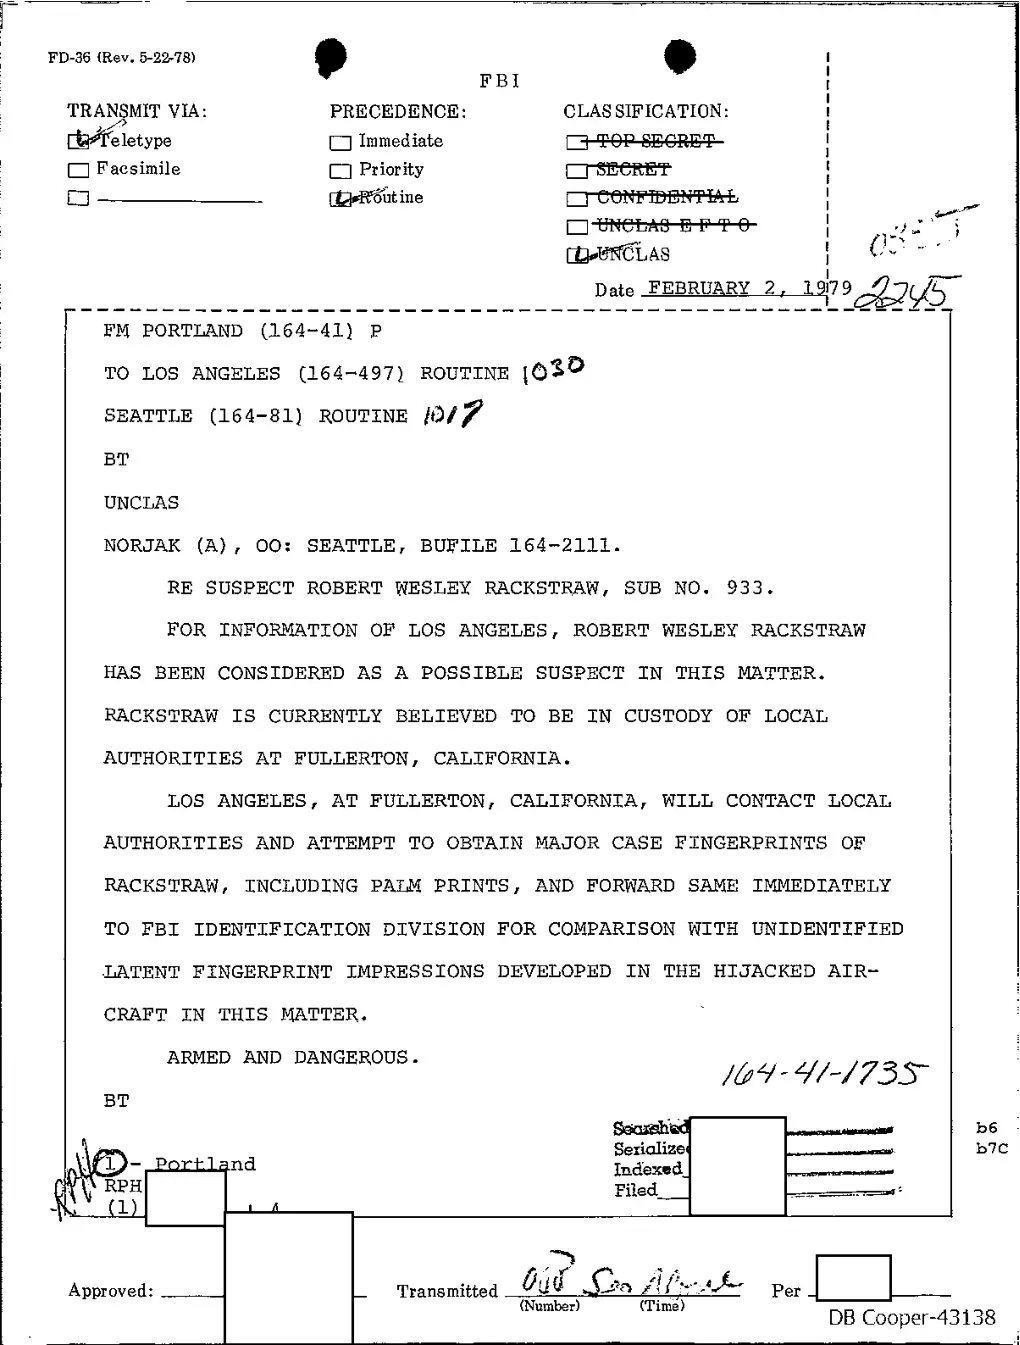 FD-36 (Rev. 5-22-78)
FBI
TRANSMIT VIA: PRECEDENCE: CLASSIFICATION:
Teletype Immediate TOP SECRET
Facsimile Priority SECRET
Routine CONFIDENTIAL
UNCLAS E F T O
UNCLAS
Date FEBRUARY 2, 1979
2245
FM PORTLAND (164-41) P
TO LOS ANGELES (164-497) ROUTINE 1030
SEATTLE (164-81) ROUTINE 1017
BT
UNCLAS
NORJAK (A), OO: SEATTLE, BUFILE 164-2111.
RE SUSPECT ROBERT WESLEY RACKSTRAW, SUB NO. 933.
FOR INFORMATION OF LOS ANGELES, ROBERT WESLEY RACKSTRAW
HAS BEEN CONSIDERED AS A POSSIBLE SUSPECT IN THIS MATTER.
RACKSTRAW IS CURRENTLY BELIEVED TO BE IN CUSTODY OF LOCAL
AUTHORITIES AT FULLERTON, CALIFORNIA.
LOS ANGELES, AT FULLERTON, CALIFORNIA, WILL CONTACT LOCAL
AUTHORITIES AND ATTEMPT TO OBTAIN MAJOR CASE FINGERPRINTS OF
RACKSTRAW, INCLUDING PALM PRINTS, AND FORWARD SAME IMMEDIATELY
TO FBI IDENTIFICATION DIVISION FOR COMPARISON WITH UNIDENTIFIED
LATENT FINGERPRINT IMPRESSIONS DEVELOPED IN THE HIJACKED AIR-
CRAFT IN THIS MATTER.
ARMED AND DANGEROUS.
164-41-1735
BT
Searched
Serialized
Indexed
Filed
b6
b7C
1 - Portland
RPH
(1)
RPH
Approved: Transmitted Per
(Number) (Time)
DB Cooper-43138